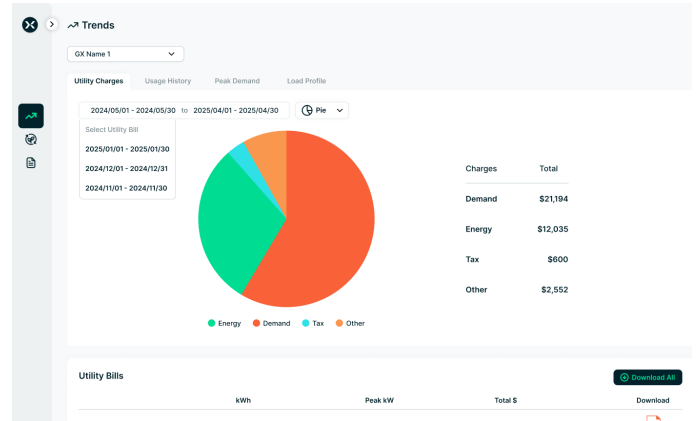 Trends
GX Name 1
Utility Charges Usage History Peak Demand Load Profile
2024/05/01 - 2024/05/30 to 2025/04/01 - 2025/04/30 Pie
Select Utility Bill
2025/01/01 - 2025/01/30
2024/12/01 - 2024/12/31
2024/11/01 - 2024/11/30
Charges Total
Demand $21,194
Energy $12,035
Tax $600
Other $2,552
Energy Demand Tax Other
Utility Bills Download All
kWh Peak kW Total $ Download